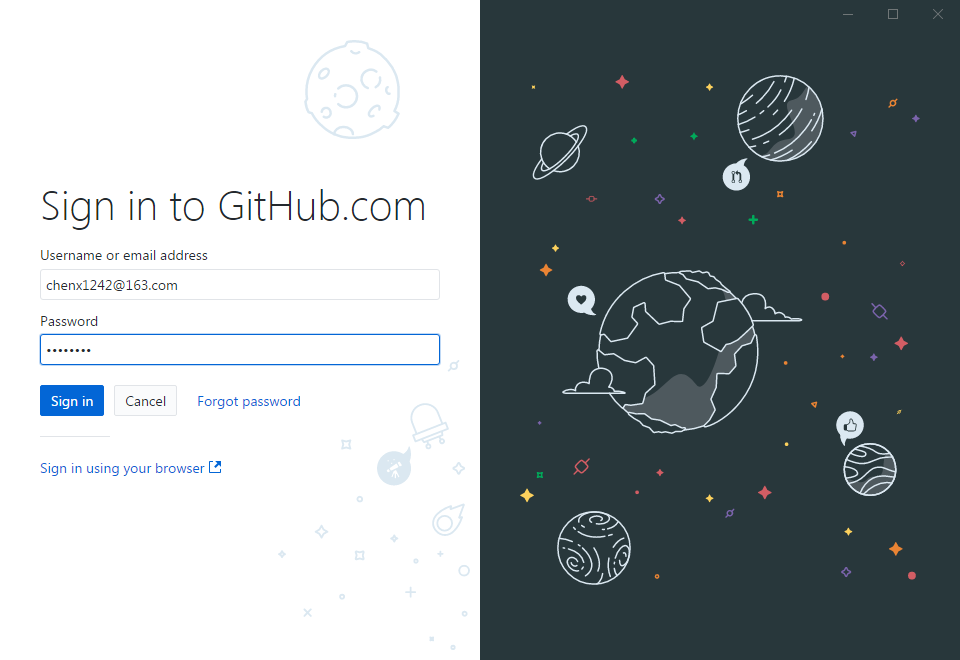 Sign in to GitHub.com
Username or email address
chenx1242@163.com
Password
••••••••
Sign in
Cancel
Forgot password
Sign in using your browser